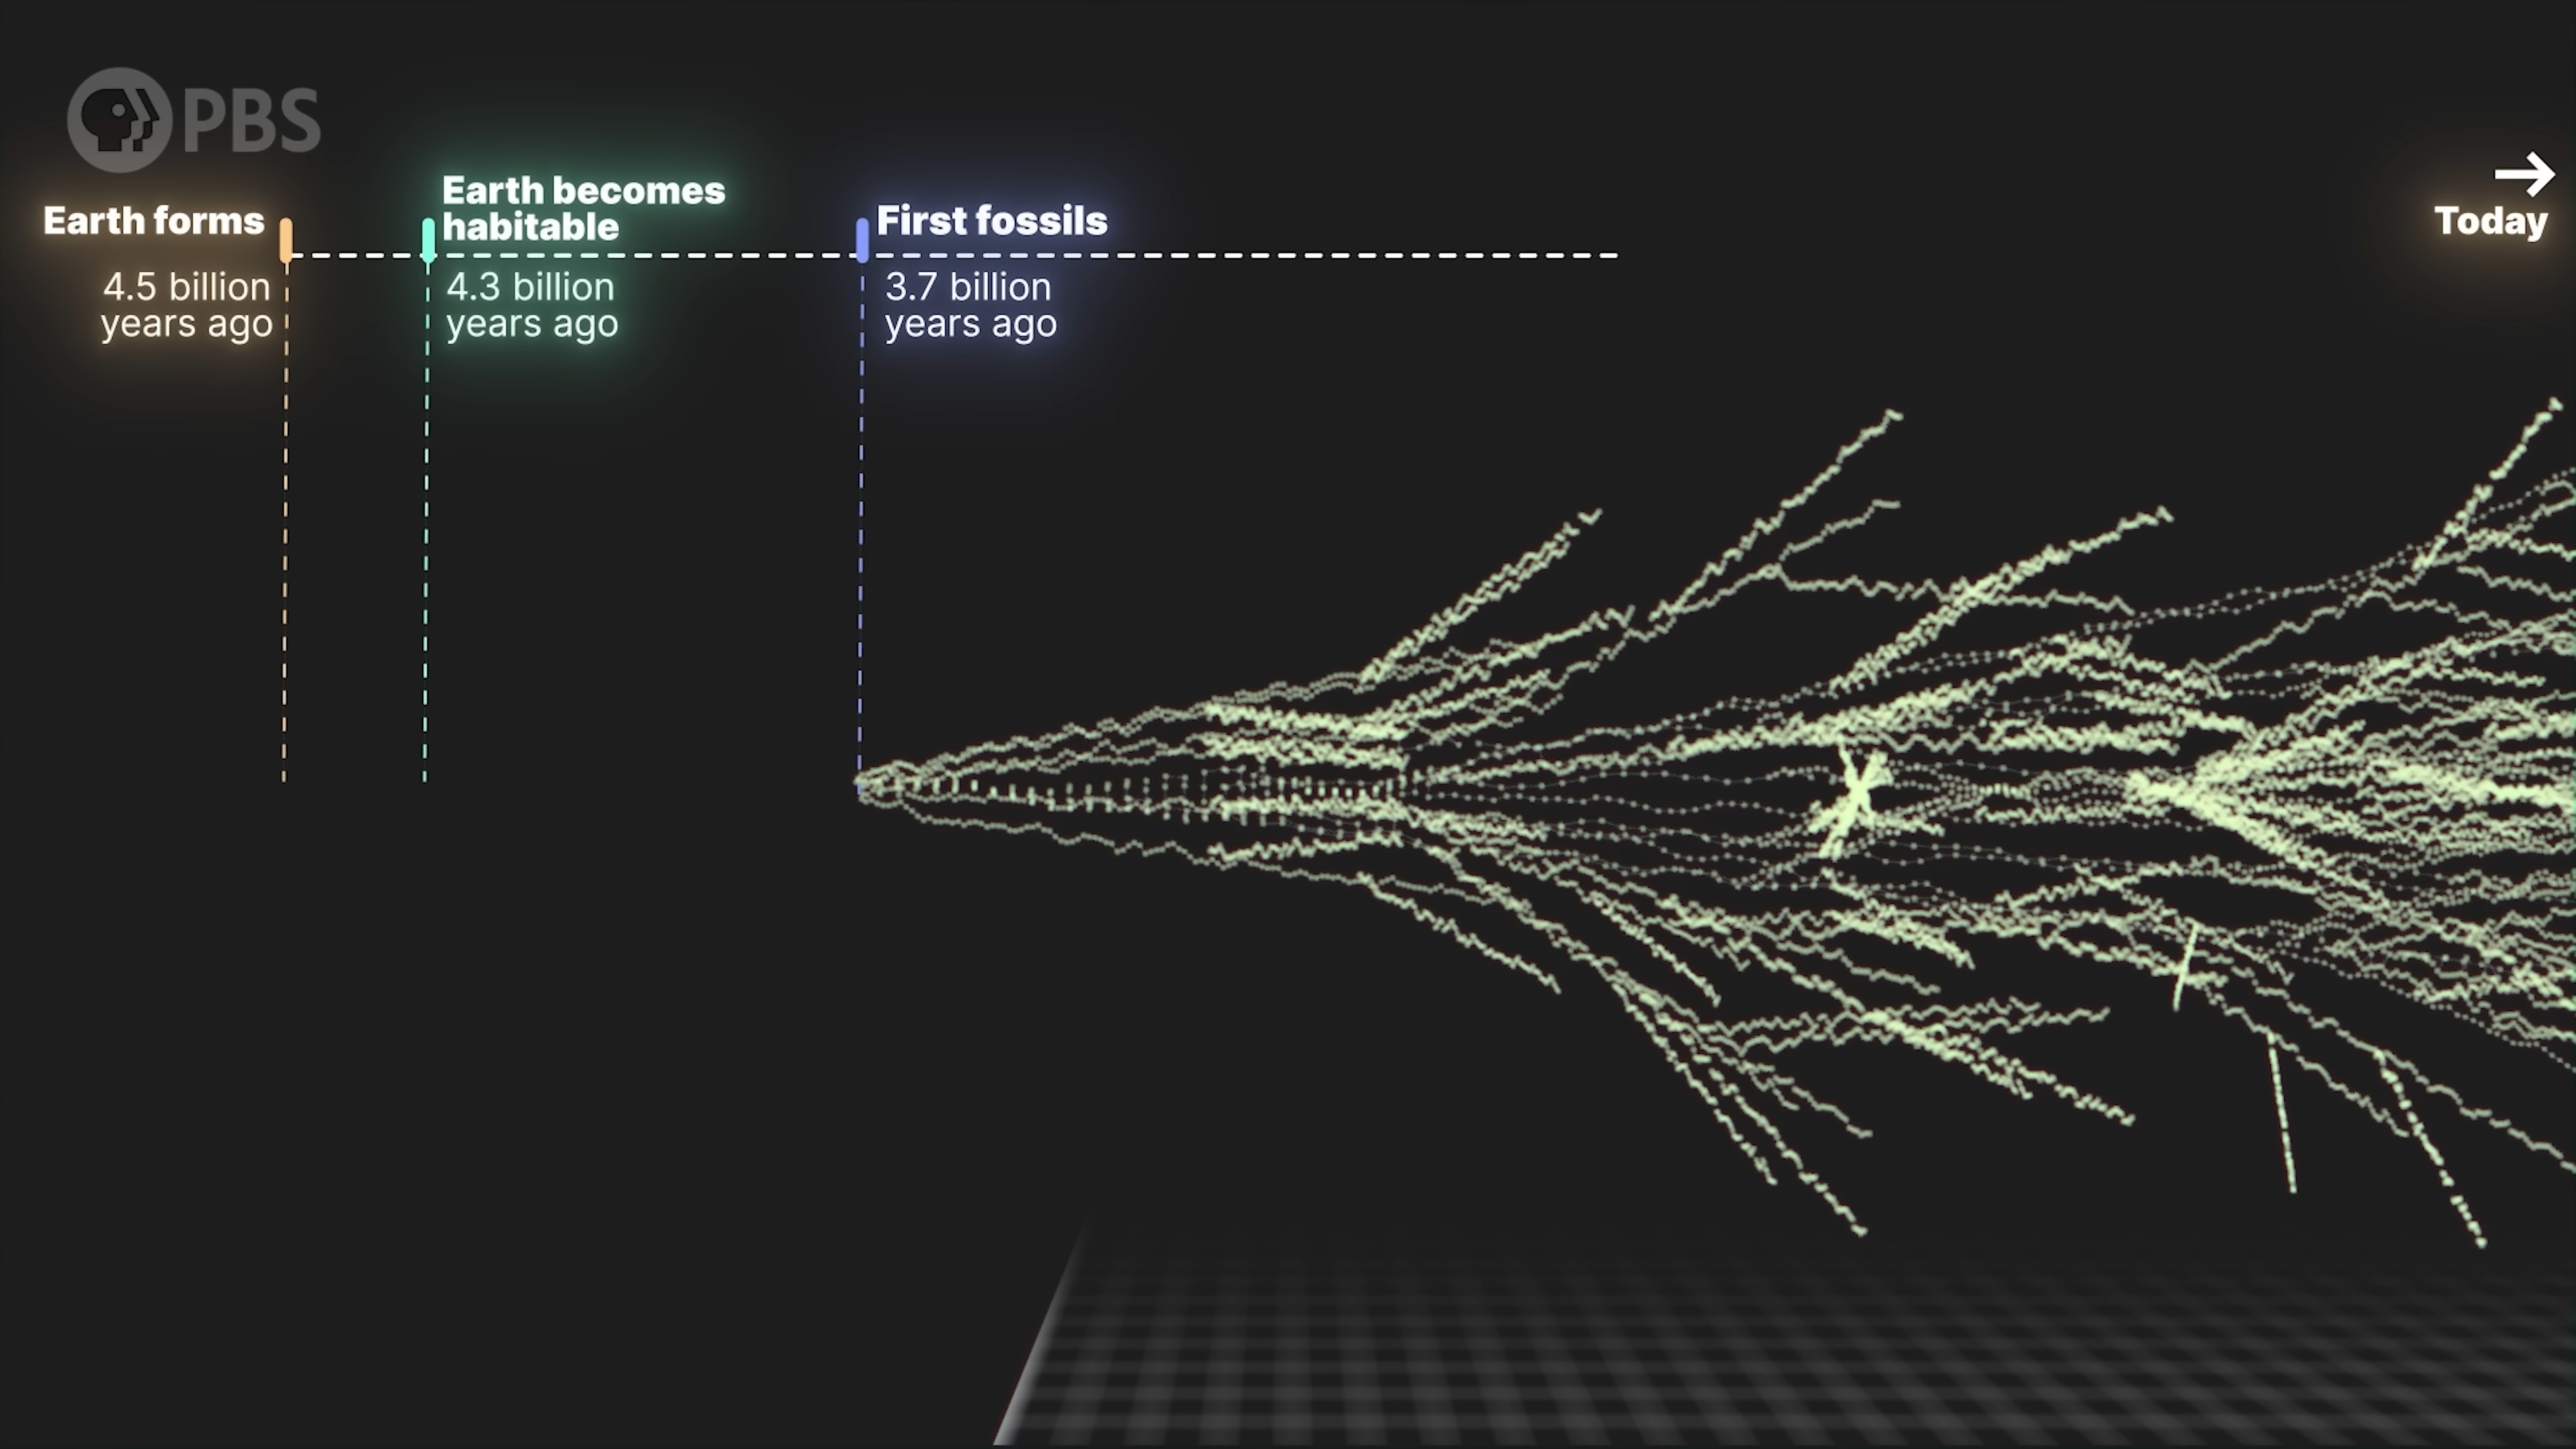 PBS
Earth forms
4.5 billion
years ago
Earth becomes
habitable
4.3 billion
years ago
First fossils
3.7 billion
years ago
Today